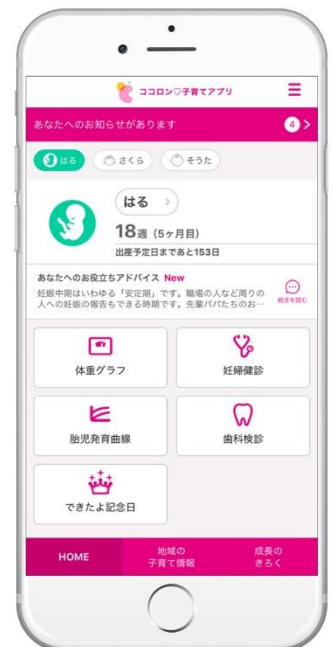 ココロン♡子育てアプリ
あなたへのお知らせがあります
4
はる
さくら
そうた
はる
18週（5ヶ月目）
出産予定日まであと153日
あなたへのお役立ちアドバイス New
妊娠中期はいわゆる「安定期」です。職場の人など周りの
人への妊娠の報告もできる時期です。先輩パパたちのお…
続きを読む
体重グラフ
妊婦健診
胎児発育曲線
歯科検診
できたよ記念日
HOME
地域の
子育て情報
成長の
きろく